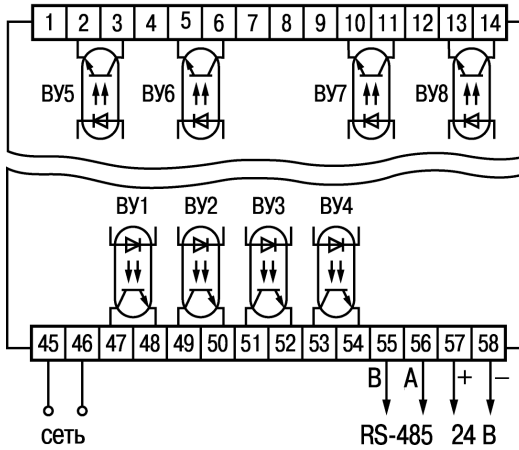 1 2 3 4 5 6 7 8 9 10 11 12 13 14
ВУ5 ВУ6 ВУ7 ВУ8
ВУ1 ВУ2 ВУ3 ВУ4
45 46 47 48 49 50 51 52 53 54 55 56 57 58
B A + –
сеть RS-485 24 В